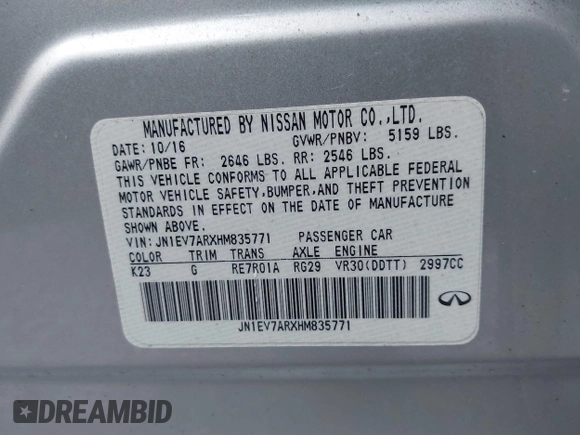 MANUFACTURED BY NISSAN MOTOR CO.,LTD.
DATE: 10/16 GVWR/PNBV: 5159 LBS.
GAWR/PNBE FR: 2646 LBS. RR: 2546 LBS.
THIS VEHICLE CONFORMS TO ALL APPLICABLE FEDERAL
MOTOR VEHICLE SAFETY,BUMPER,AND THEFT PREVENTION
STANDARDS IN EFFECT ON THE DATE OF MANUFACTURE
SHOWN ABOVE.
VIN: JN1EV7ARXHM835771 PASSENGER CAR
COLOR TRIM TRANS AXLE ENGINE
K23 G RE7R01A RG29 VR30(DDTT) 2997CC
JN1EV7ARXHM835771
DREAMBID